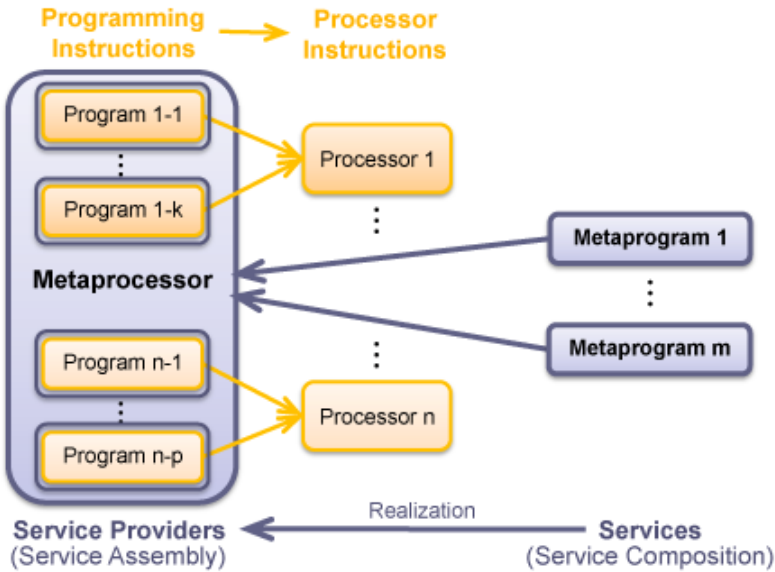 Programming
Instructions
Processor
Instructions
Program 1-1
Program 1-k
Processor 1
Metaprogram 1
Metaprocessor
Metaprogram m
Program n-1
Processor n
Program n-p
Realization
Service Providers
(Service Assembly)
Services
(Service Composition)